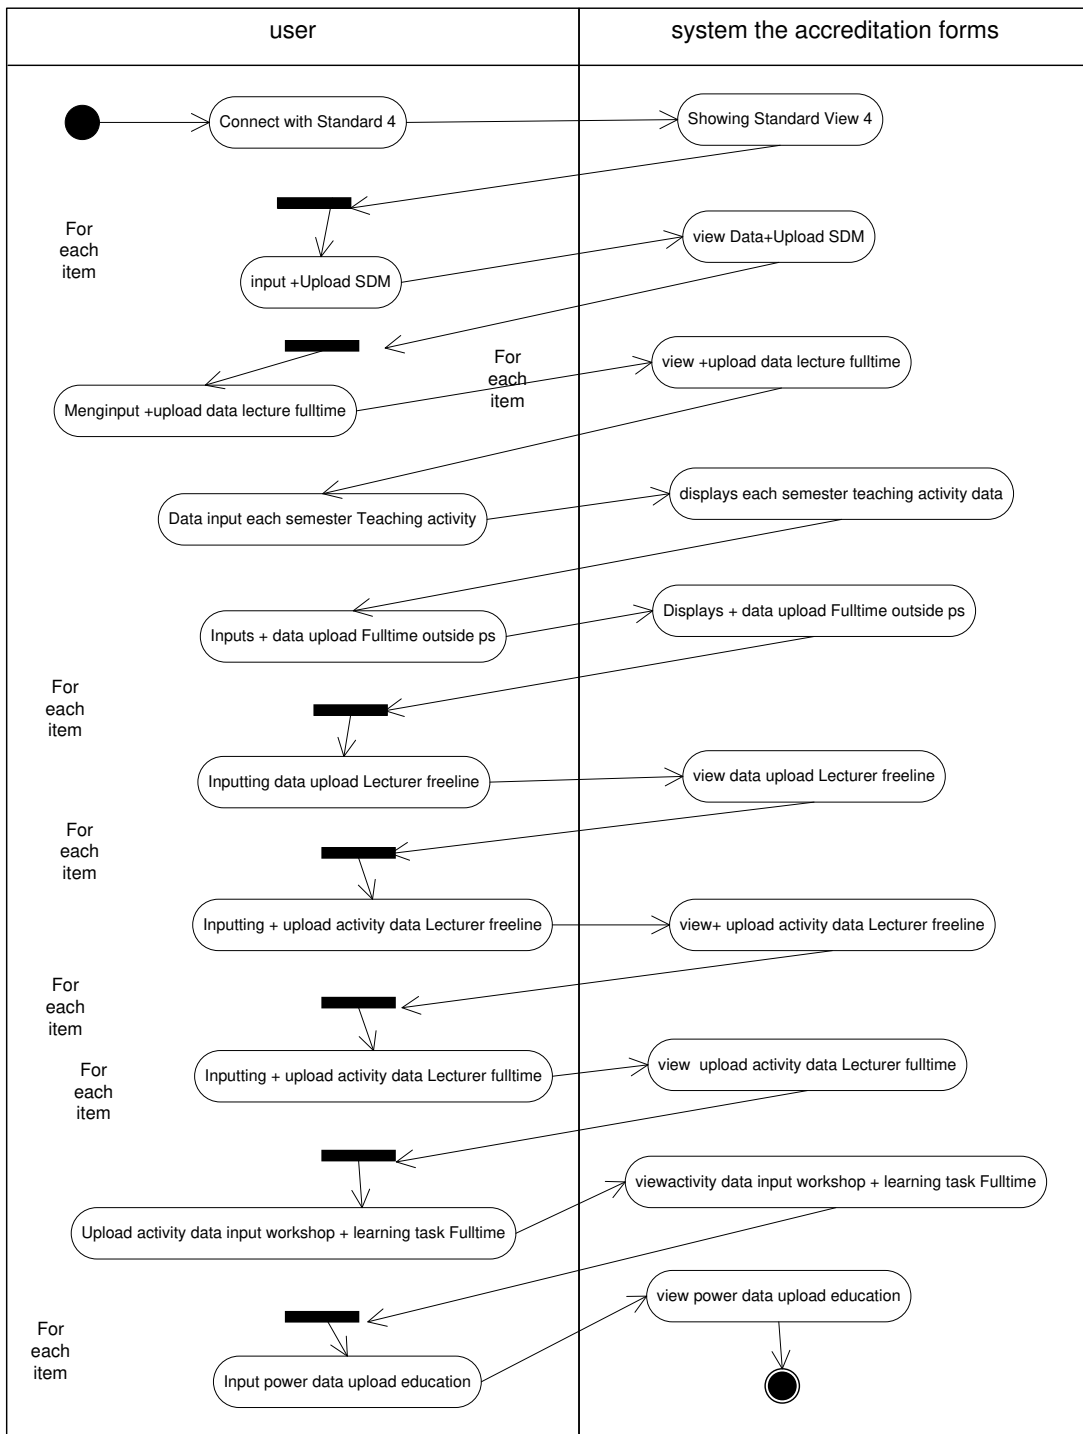 user
system the accreditation forms
Connect with Standard 4
Showing Standard View 4
For
each
item
view Data+Upload SDM
input +Upload SDM
For
each
item
view +upload data lecture fulltime
Menginput +upload data lecture fulltime
displays each semester teaching activity data
Data input each semester Teaching activity
Displays + data upload Fulltime outside ps
Inputs + data upload Fulltime outside ps
For
each
item
view data upload Lecturer freeline
Inputting data upload Lecturer freeline
For
each
item
Inputting + upload activity data Lecturer freeline
view+ upload activity data Lecturer freeline
For
each
item
view  upload activity data Lecturer fulltime
Inputting + upload activity data Lecturer fulltime
For
each
item
viewactivity data input workshop + learning task Fulltime
Upload activity data input workshop + learning task Fulltime
view power data upload education
For
each
item
Input power data upload education